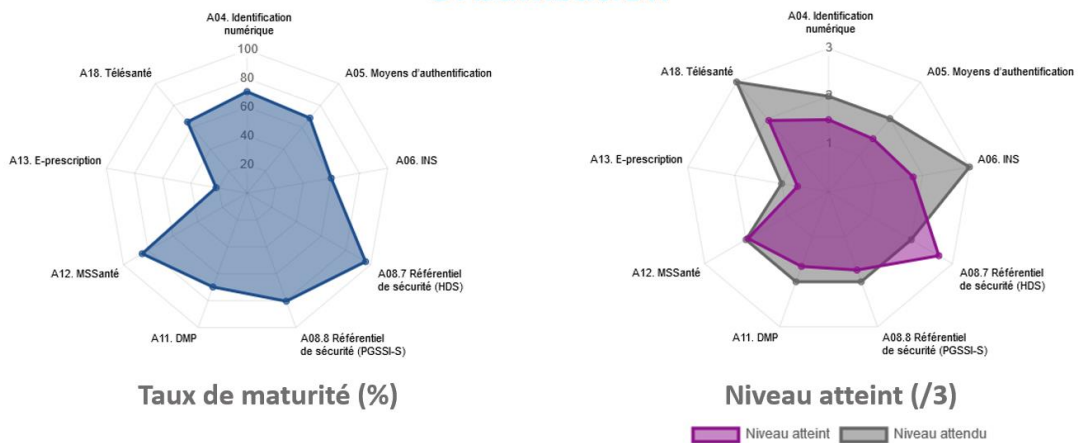 A04. Identification
numérique
100
80
60
40
20
A05. Moyens d'authentification
A06. INS
A08.7 Référentiel
de sécurité (HDS)
A08.8 Référentiel
de sécurité (PGSSI-S)
A11. DMP
A12. MSSanté
A13. E-prescription
A18. Télésanté
Taux de maturité (%)
A04. Identification
numérique
3
2
1
A05. Moyens d'authentification
A06. INS
A08.7 Référentiel
de sécurité (HDS)
A08.8 Référentiel
de sécurité (PGSSI-S)
A11. DMP
A12. MSSanté
A13. E-prescription
A18. Télésanté
Niveau atteint (/3)
Niveau atteint
Niveau attendu